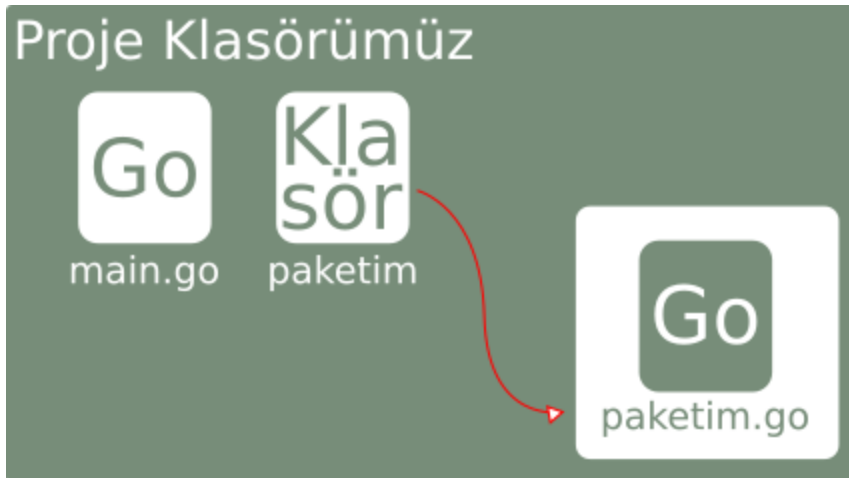 Proje Klasörümüz
Go
main.go
Kla
sör
paketim
Go
paketim.go